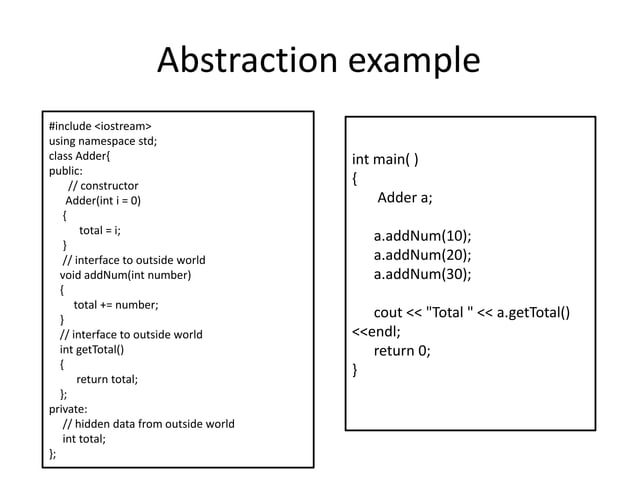 Abstraction example
#include <iostream>
using namespace std;
class Adder{
public:
// constructor
Adder(int i = 0)
{
total = i;
}
// interface to outside world
void addNum(int number)
{
total += number;
}
// interface to outside world
int getTotal()
{
return total;
};
private:
// hidden data from outside world
int total;
};
int main( )
{
Adder a;
a.addNum(10);
a.addNum(20);
a.addNum(30);
cout << "Total " << a.getTotal()
<<endl;
return 0;
}